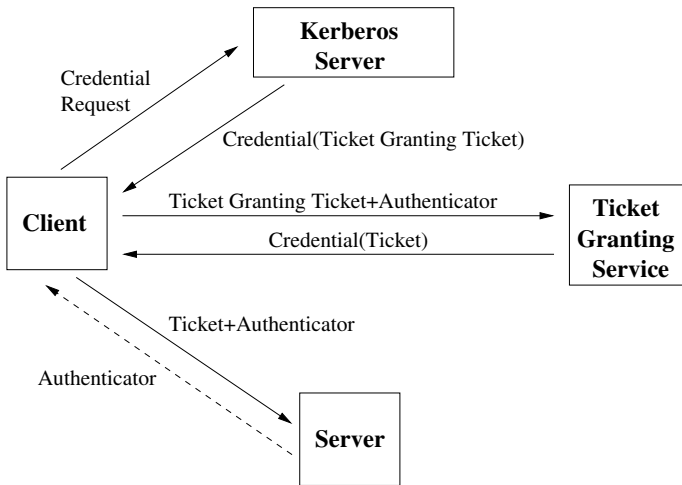 Kerberos
Server
Credential
Request
Credential(Ticket Granting Ticket)
Client
Ticket Granting Ticket+Authenticator
Credential(Ticket)
Ticket
Granting
Service
Ticket+Authenticator
Authenticator
Server